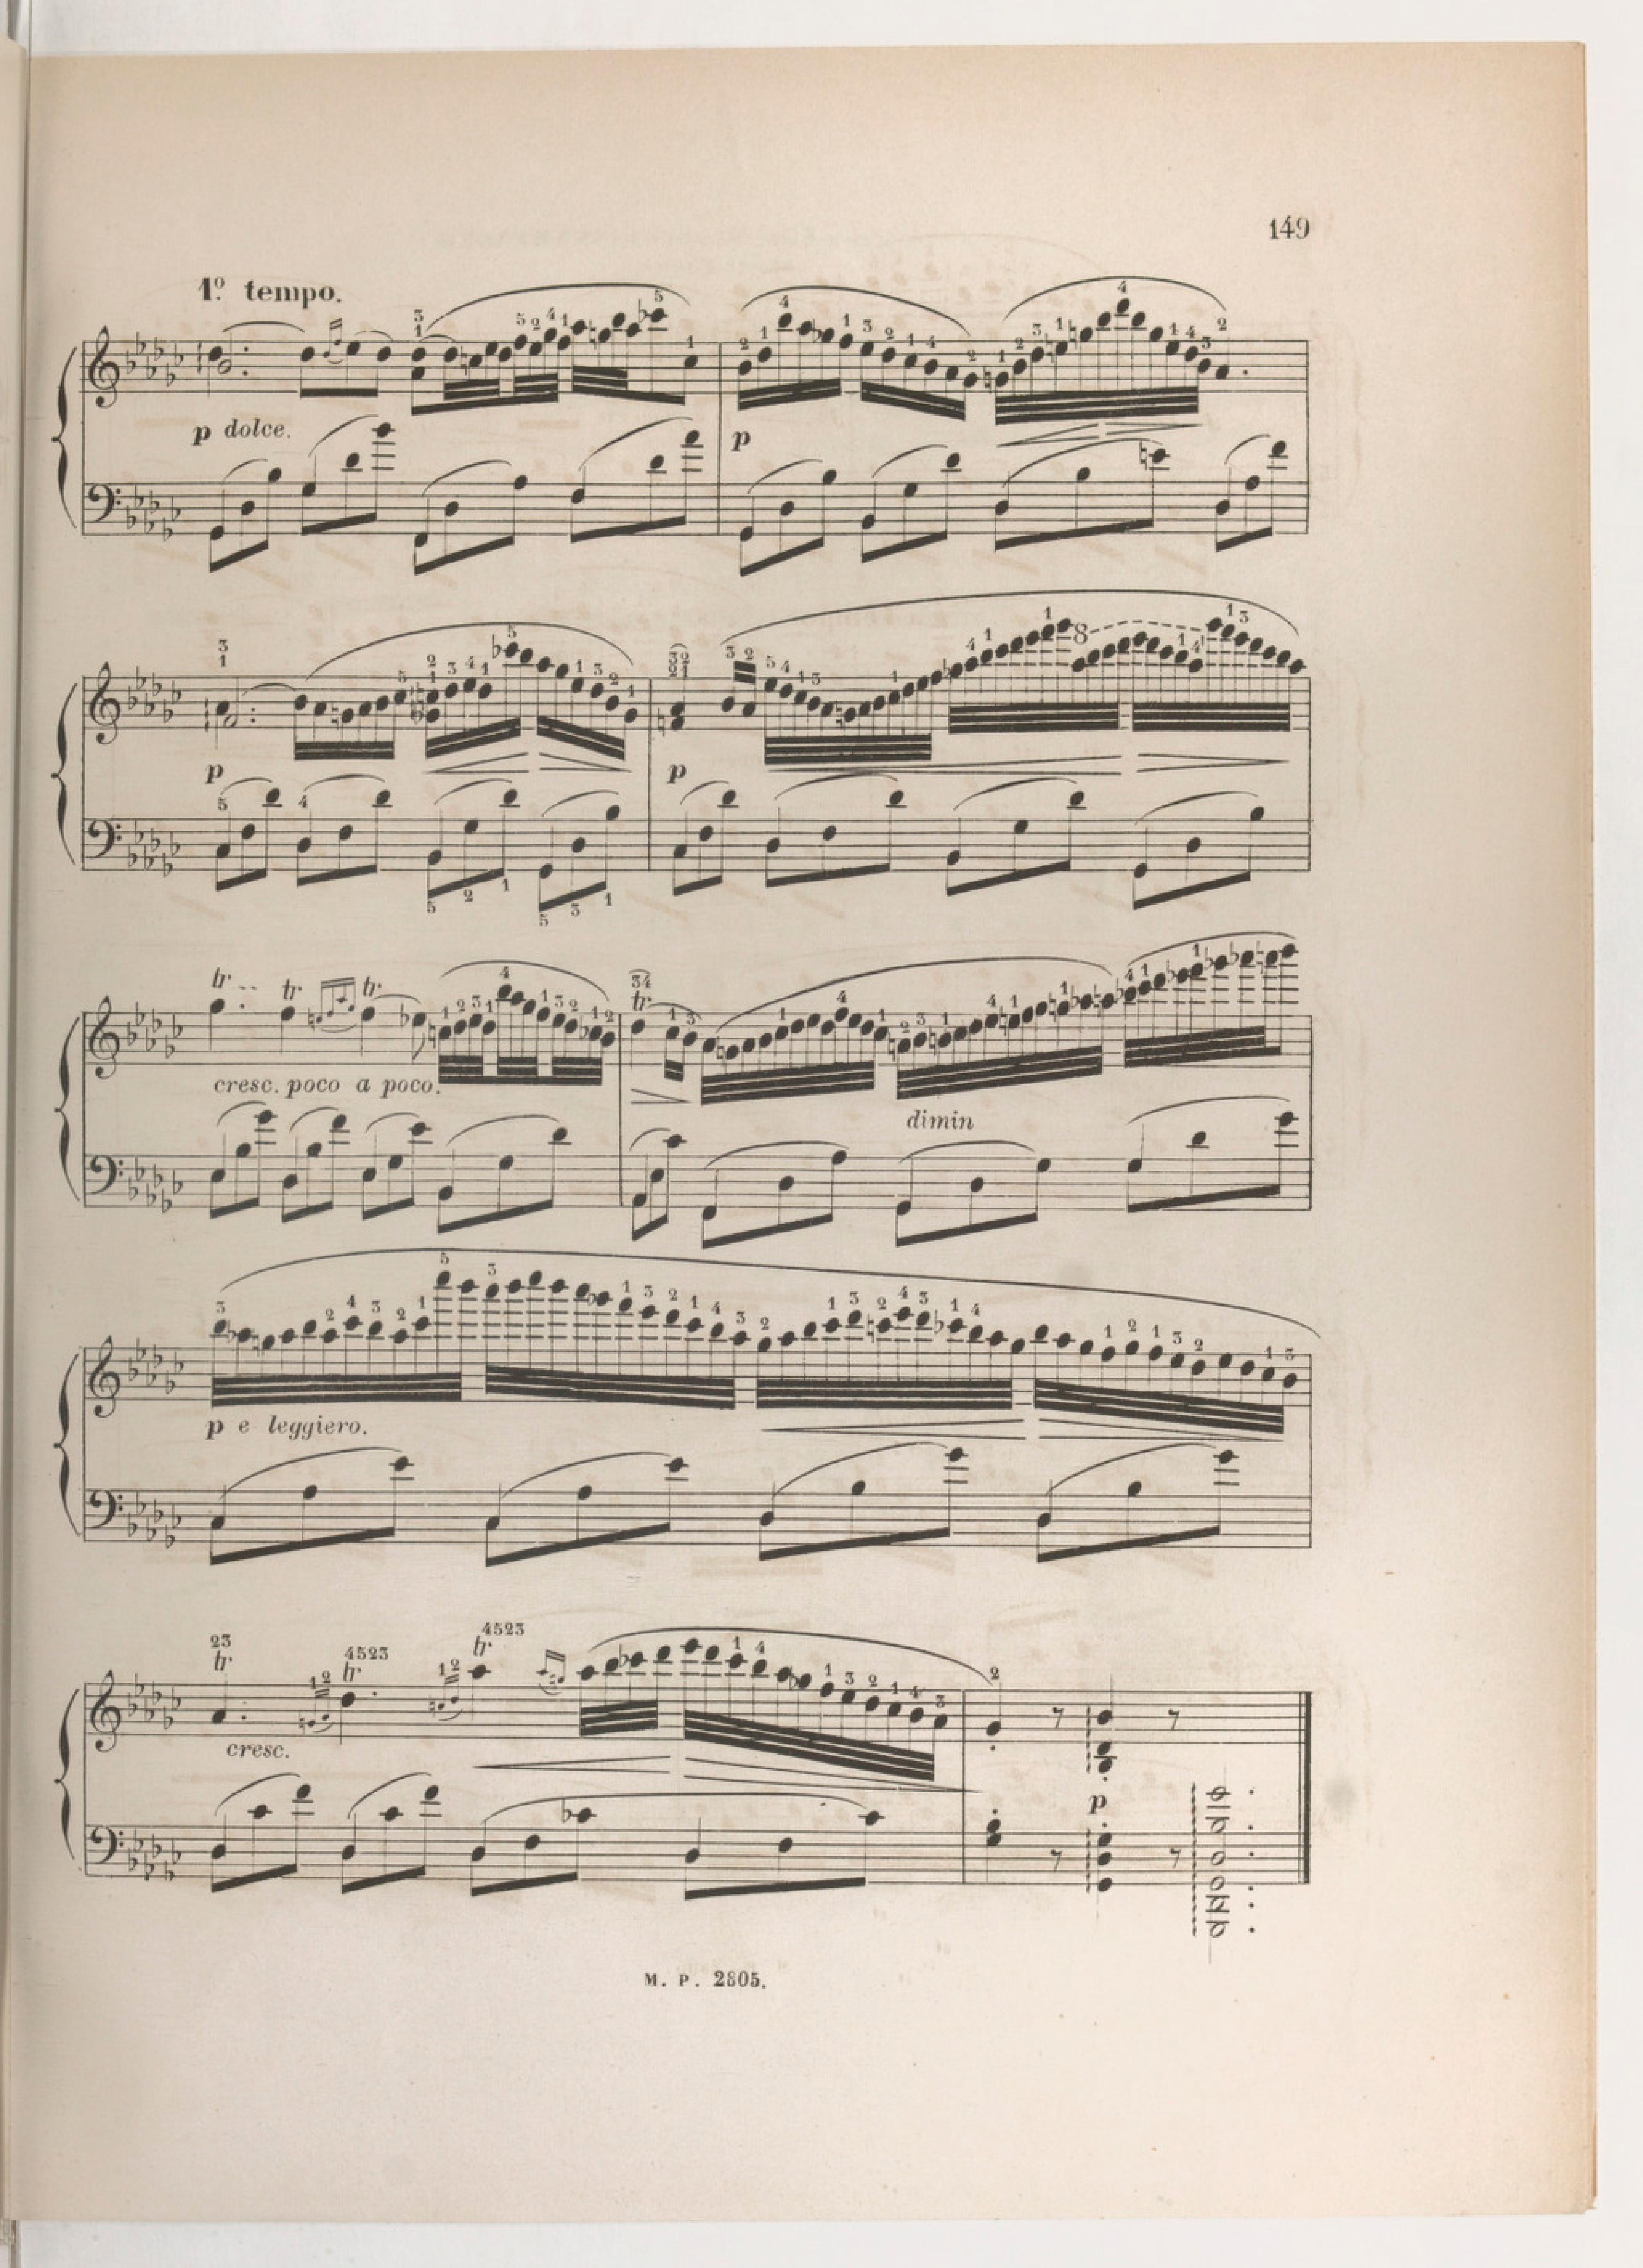 149
1º. tempo.
p dolce.
p
p
p
cresc. poco a poco.
dimin
p e leggiero.
cresc.
p
M. P. 2805.